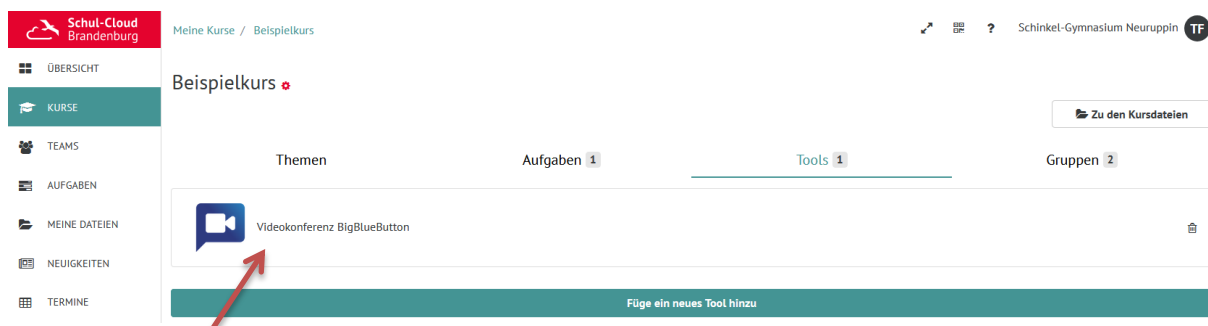 Schul-Cloud
Brandenburg
Meine Kurse / Beispielkurs
? Schinkel-Gymnasium Neuruppin TF
ÜBERSICHT
KURSE
TEAMS
AUFGABEN
MEINE DATEIEN
NEUIGKEITEN
TERMINE
Beispielkurs
Zu den Kursdateien
Themen Aufgaben 1 Tools 1 Gruppen 2
Videokonferenz BigBlueButton
Füge ein neues Tool hinzu